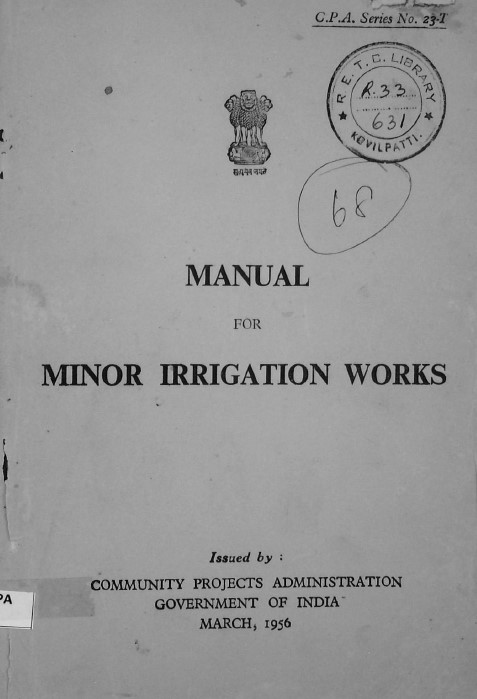 C.P.A. Series No. 23-T
R. E. T. C. LIBRARY
R.33
631
KOVILPATTI.
सत्यमेव जयते
68
MANUAL
FOR
MINOR IRRIGATION WORKS
Issued by :
COMMUNITY PROJECTS ADMINISTRATION
GOVERNMENT OF INDIA
MARCH, 1956
PA